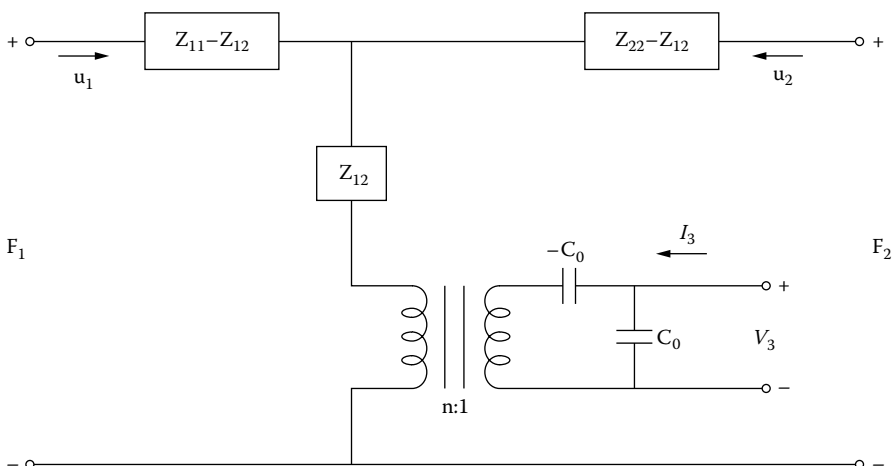 + Z₁₁–Z₁₂ Z₂₂–Z₁₂ +
u₁ u₂
Z₁₂
F₁ –C₀ I₃ F₂
+
C₀ V₃
–
n:1
– –